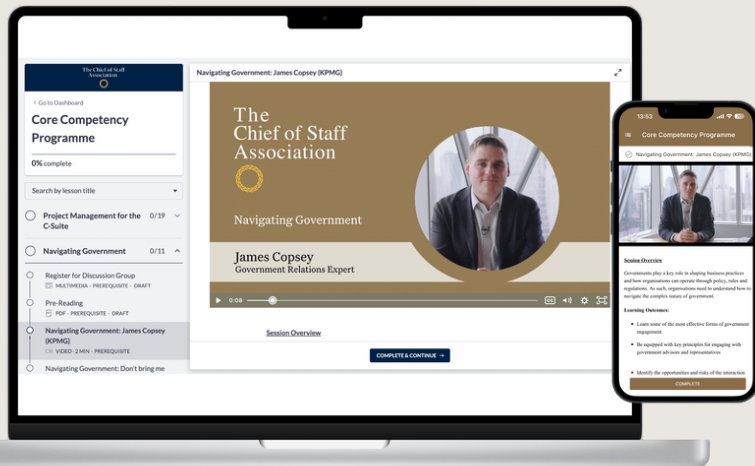 The Chief of Staff
Association
< Go to Dashboard
Core Competency
Programme
0% complete
Search by lesson title
Project Management for the
C-Suite
0/19
Navigating Government
0/11
Register for Discussion Group
MULTIMEDIA · PREREQUISITE · DRAFT
Pre-Reading
PDF · PREREQUISITE · DRAFT
Navigating Government: James Copsey
(KPMG)
VIDEO · 2 MIN · PREREQUISITE
Navigating Government: Don't bring me
Navigating Government: James Copsey (KPMG)
The
Chief of Staff
Association
Navigating Government
James Copsey
Government Relations Expert
0:08
CC
Session Overview
COMPLETE & CONTINUE →
13:53
Core Competency Programme
Navigating Government: James Copsey (KPMG)
Session Overview
Governments play a key role in shaping business practices
and how organisations can operate through policy, rules and
regulations. As such, organisations need to understand how to
navigate the complex nature of government.
Learning Outcomes:
• Learn some of the most effective forms of government
engagement
• Be equipped with key principles for engaging with
government advisors and representatives
• Identify the opportunities and risks of the interaction
COMPLETE